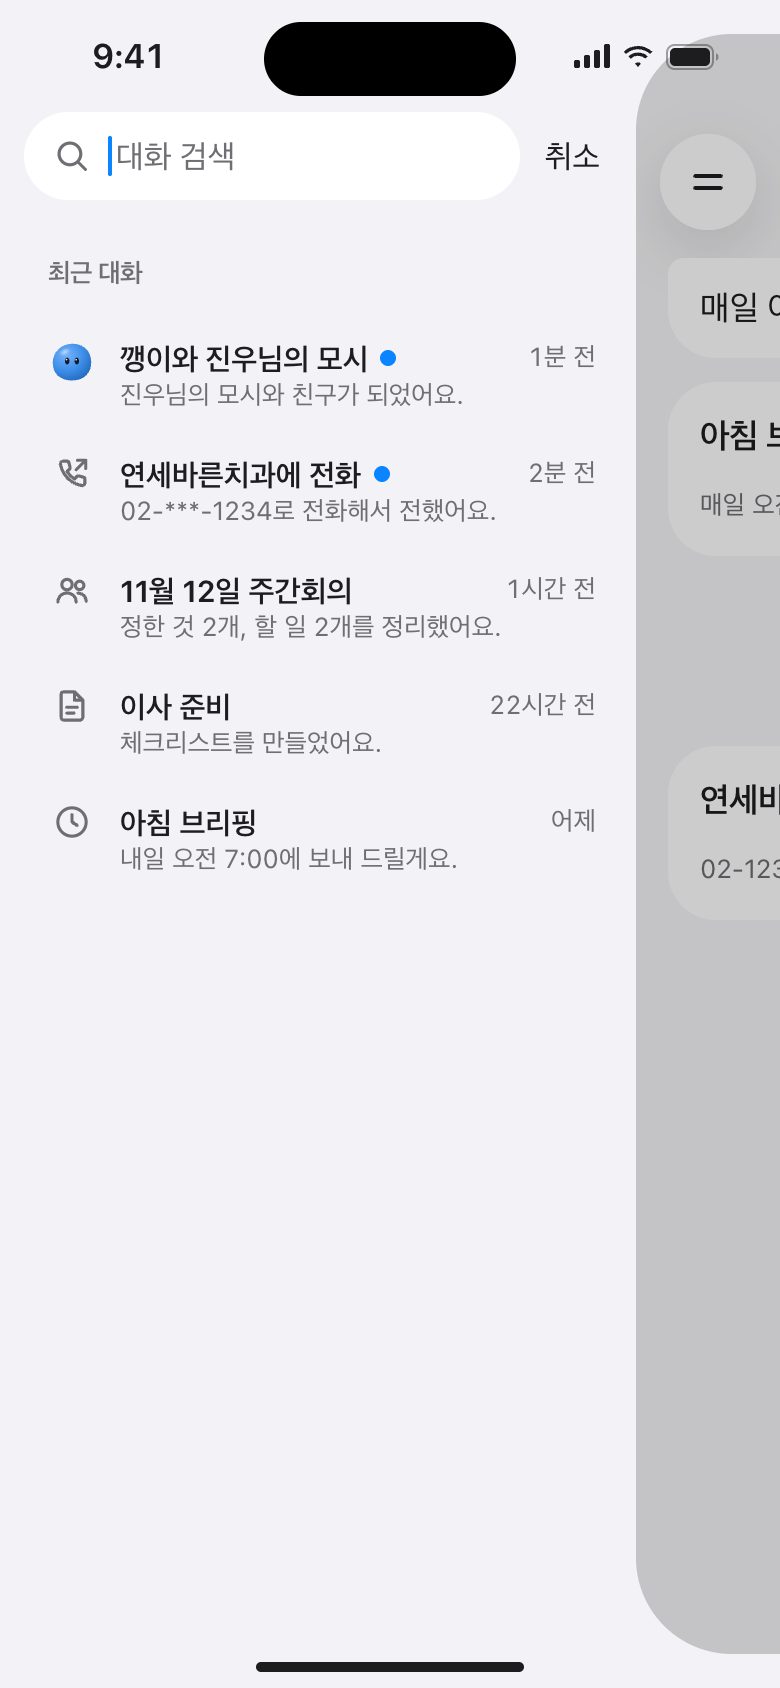 9:41
대화 검색
취소
최근 대화
깽이와 진우님의 모시
1분 전
진우님의 모시와 친구가 되었어요.
연세바른치과에 전화
2분 전
02-***-1234로 전화해서 전했어요.
11월 12일 주간회의
1시간 전
정한 것 2개, 할 일 2개를 정리했어요.
이사 준비
22시간 전
체크리스트를 만들었어요.
아침 브리핑
어제
내일 오전 7:00에 보내 드릴게요.
매일
아침
매일
02-123